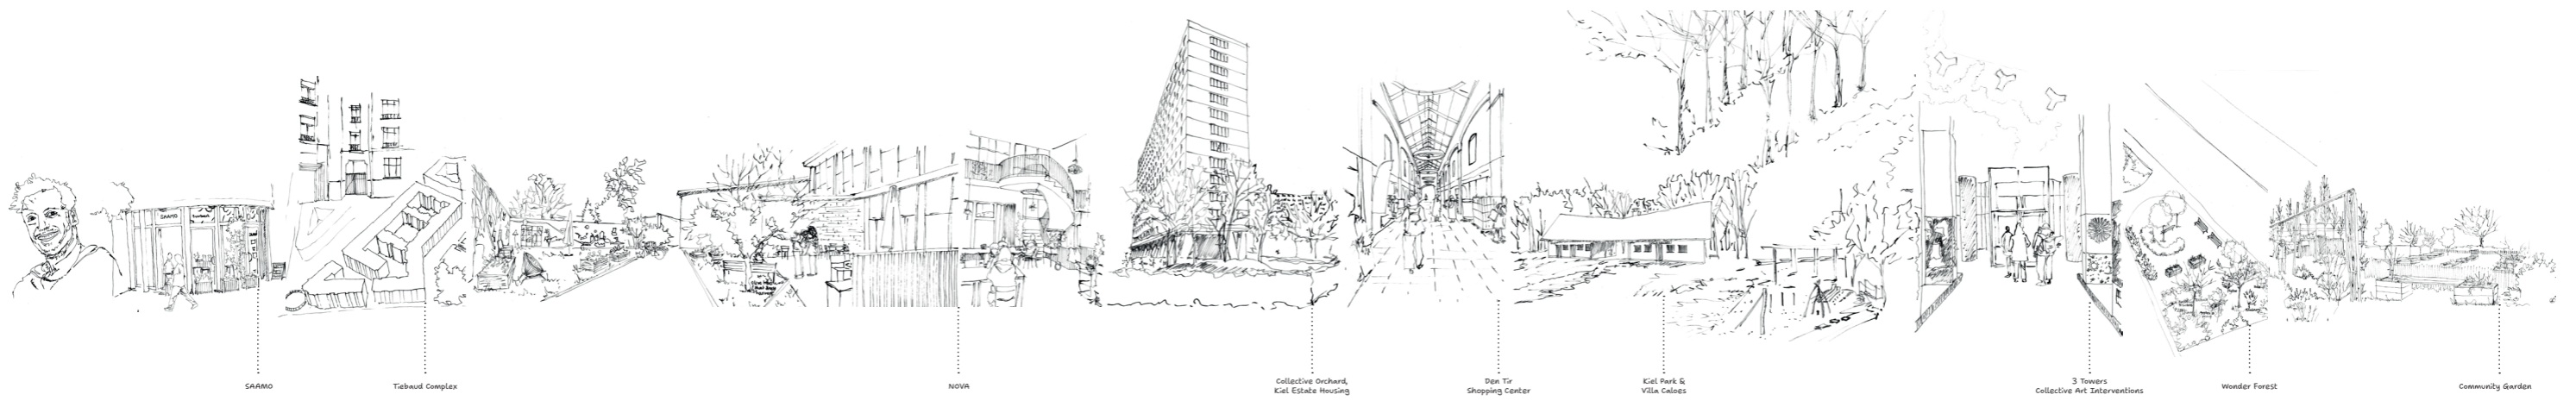 SAAMO
SAAMO
Tiebaud Complex
NOVA
Collective Orchard,
Kiel Estate Housing
Den Tir
Shopping Center
Kiel Park &
Villa Caloes
3 Towers
Collective Art Interventions
Wonder Forest
Community Garden